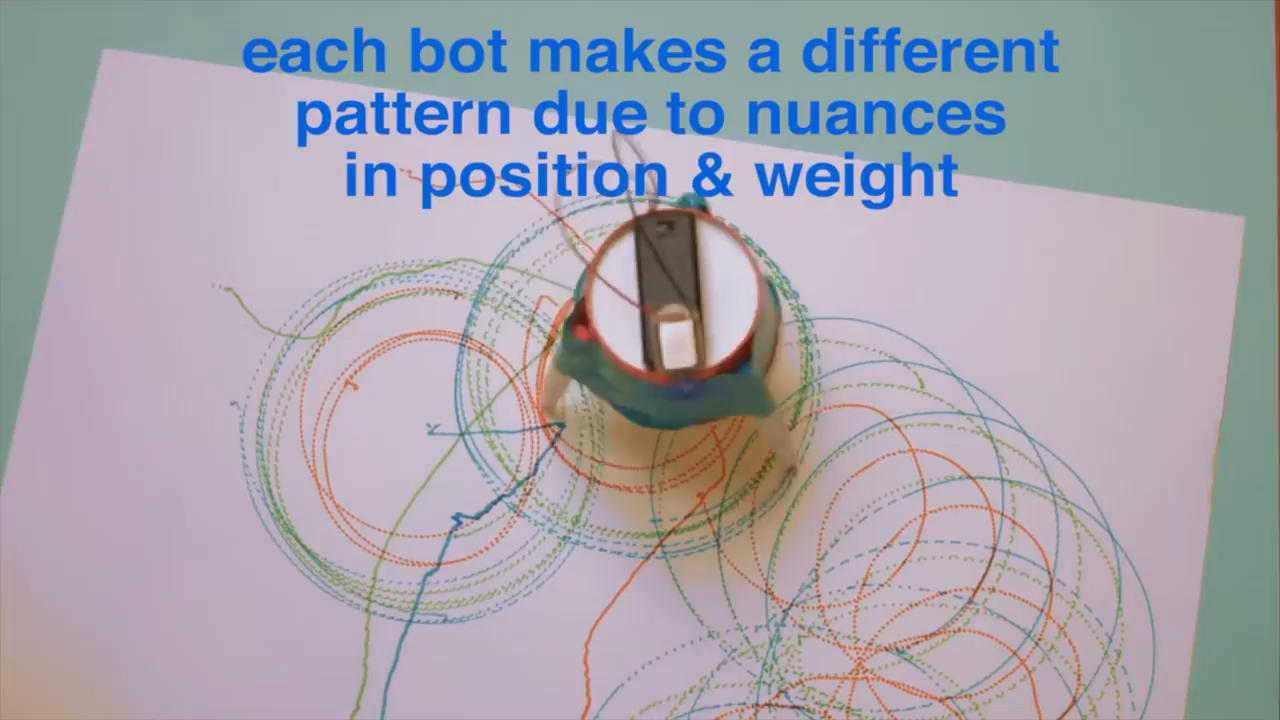 each bot makes a different
pattern due to nuances
in position & weight